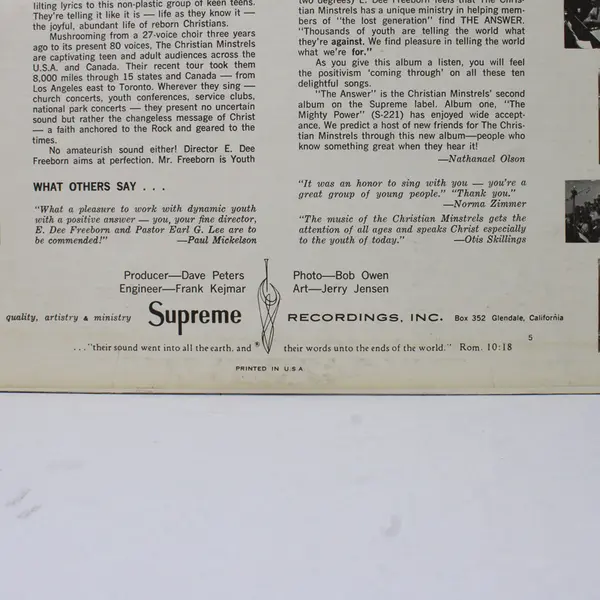 lilting lyrics to this non-plastic group of keen teens.
They're telling it like it is — life as they know it —
the joyful, abundant life of reborn Christians.
Mushrooming from a 27-voice choir three years
ago to its present 80 voices, The Christian Minstrels
are captivating teen and adult audiences across the
U.S.A. and Canada. Their recent tour took them
8,000 miles through 15 states and Canada — from
Los Angeles east to Toronto. Wherever they sing —
church concerts, youth conferences, service clubs,
national park concerts — they present no uncertain
sound but rather the changeless message of Christ
— a faith anchored to the Rock and geared to the
times.
No amateurish sound either! Director E. Dee
Freeborn aims at perfection. Mr. Freeborn is Youth
two degrees) E. Dee Freeborn feels that The Chris-
tian Minstrels has a unique ministry in helping mem-
bers of "the lost generation" find THE ANSWER.
"Thousands of youth are telling the world what
they're against. We find pleasure in telling the world
what we're for."
As you give this album a listen, you will feel
the positivism 'coming through' on all these ten
delightful songs.
"The Answer" is the Christian Minstrels' second
album on the Supreme label. Album one, "The
Mighty Power" (S-221) has enjoyed wide accept-
ance. We predict a host of new friends for The Chris-
tian Minstrels through this new album—people who
know something great when they hear it!
—Nathanael Olson
WHAT OTHERS SAY . . .
"What a pleasure to work with dynamic youth
with a positive answer — you, your fine director,
E. Dee Freeborn and Pastor Earl G. Lee are to
be commended!" —Paul Mickelson
"It was an honor to sing with you — you're a
great group of young people." "Thank you."
—Norma Zimmer
"The music of the Christian Minstrels gets the
attention of all ages and speaks Christ especially
to the youth of today." —Otis Skillings
Producer—Dave Peters
Engineer—Frank Kejmar
Photo—Bob Owen
Art—Jerry Jensen
quality, artistry & ministry Supreme RECORDINGS, INC. Box 352 Glendale, California
5
..."their sound went into all the earth, and ® their words unto the ends of the world." Rom. 10:18
PRINTED IN U.S.A.